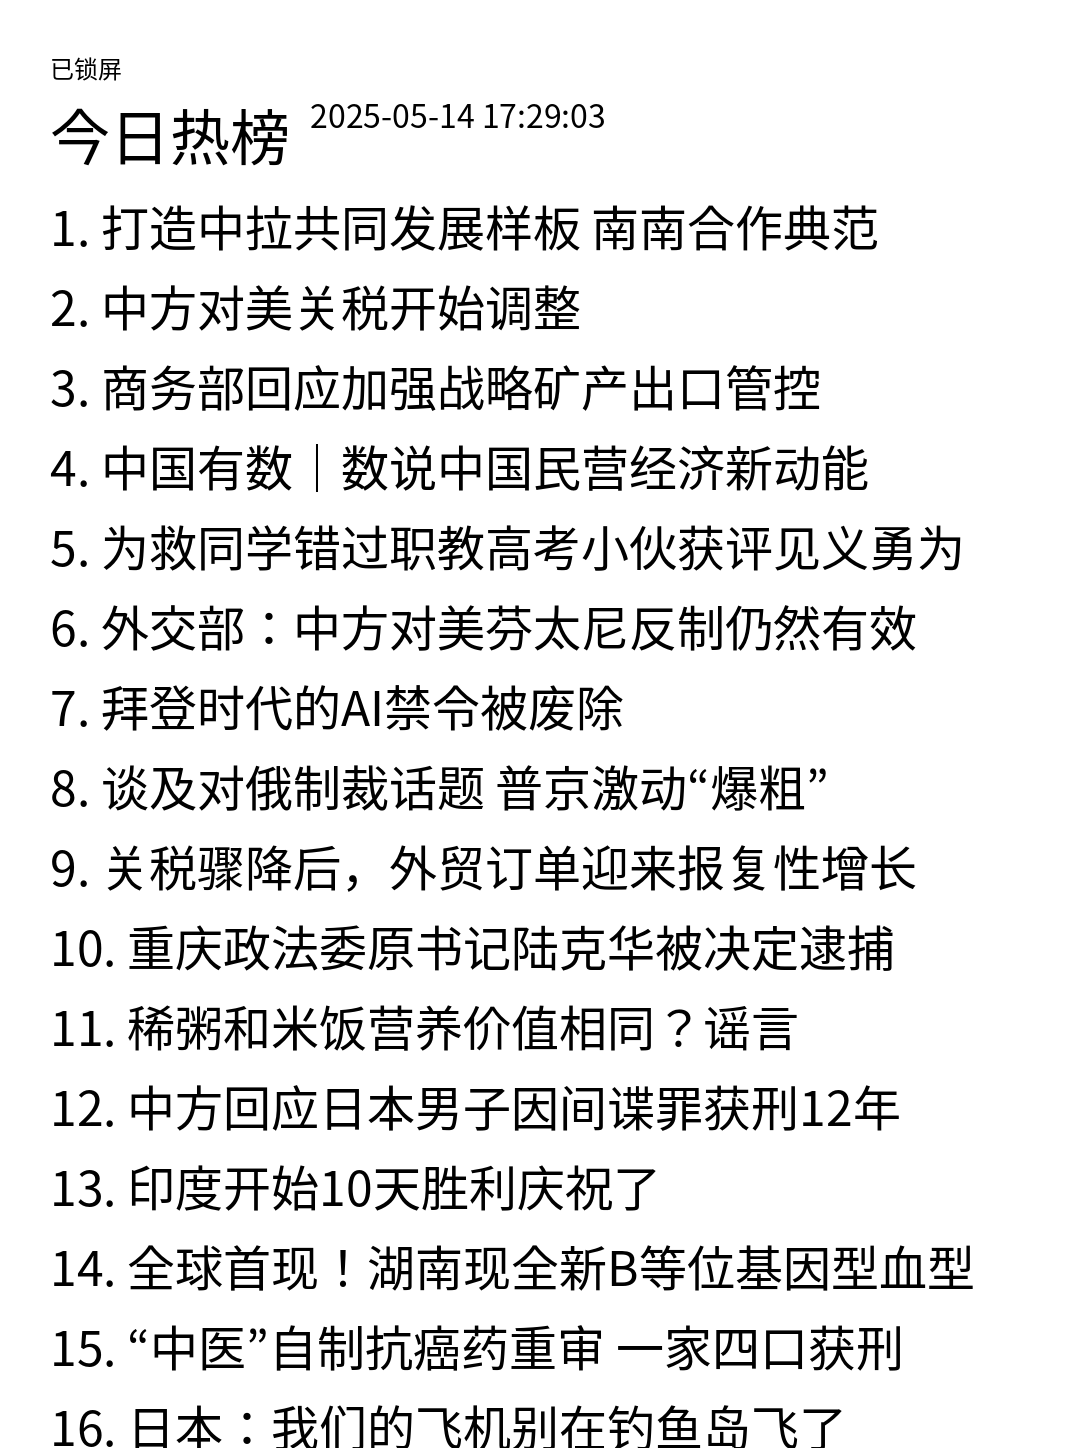 已锁屏
今日热榜 2025-05-14 17:29:03
1. 打造中拉共同发展样板 南南合作典范
2. 中方对美关税开始调整
3. 商务部回应加强战略矿产出口管控
4. 中国有数｜数说中国民营经济新动能
5. 为救同学错过职教高考小伙获评见义勇为
6. 外交部：中方对美芬太尼反制仍然有效
7. 拜登时代的AI禁令被废除
8. 谈及对俄制裁话题 普京激动“爆粗”
9. 关税骤降后，外贸订单迎来报复性增长
10. 重庆政法委原书记陆克华被决定逮捕
11. 稀粥和米饭营养价值相同？谣言
12. 中方回应日本男子因间谍罪获刑12年
13. 印度开始10天胜利庆祝了
14. 全球首现！湖南现全新B等位基因型血型
15. “中医”自制抗癌药重审 一家四口获刑
16. 日本：我们的飞机别在钓鱼岛飞了